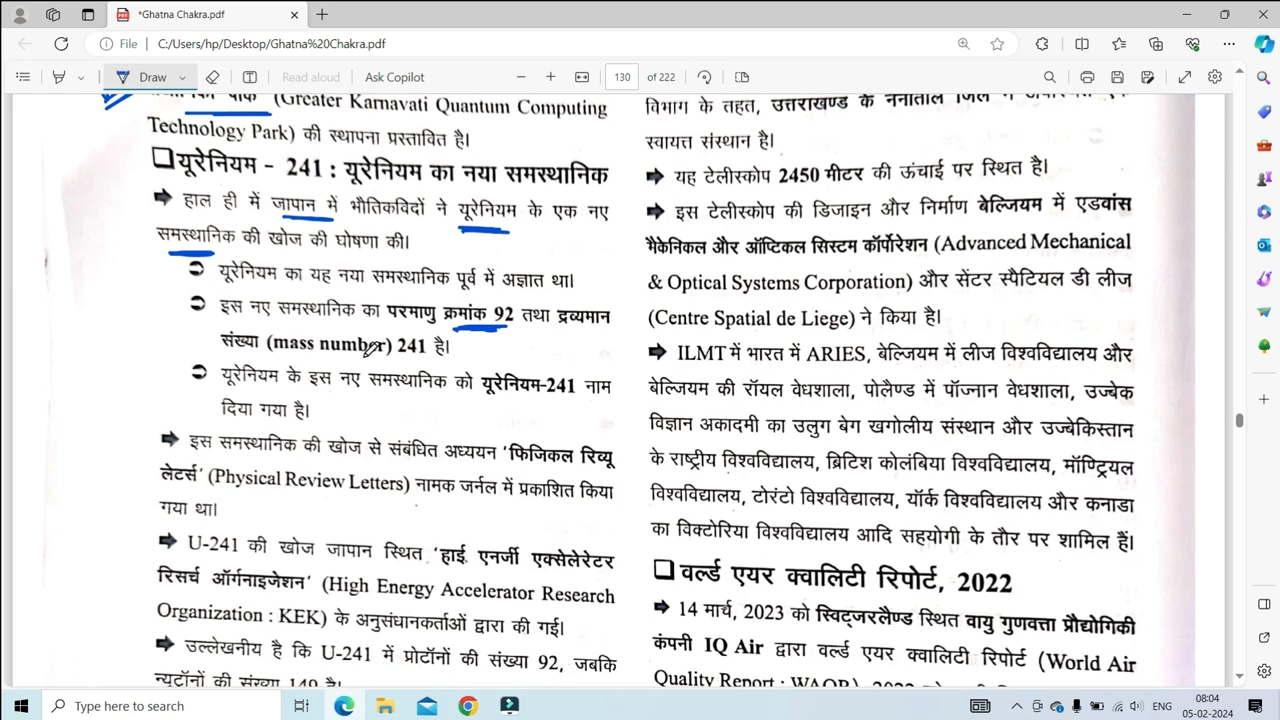 *Ghatna Chakra.pdf
File
C:/Users/hp/Desktop/Ghatna%20Chakra.pdf
Draw
Read aloud
Ask Copilot
130
of 222
(Greater Karnavati Quantum Computing
Technology Park) की स्थापना प्रस्तावित है।
यूरेनियम - 241 : यूरेनियम का नया समस्थानिक
हाल ही में जापान में भौतिकविदों ने यूरेनियम के एक नए
समस्थानिक की खोज की घोषणा की।
यूरेनियम का यह नया समस्थानिक पूर्व में अज्ञात था।
इस नए समस्थानिक का परमाणु क्रमांक 92 तथा द्रव्यमान
संख्या (mass number) 241 है।
यूरेनियम के इस नए समस्थानिक को यूरेनियम-241 नाम
दिया गया है।
इस समस्थानिक की खोज से संबंधित अध्ययन 'फिजिकल रिव्यू
लेटर्स' (Physical Review Letters) नामक जर्नल में प्रकाशित किया
गया था।
U-241 की खोज जापान स्थित 'हाई एनर्जी एक्सेलेरेटर
रिसर्च ऑर्गनाइजेशन' (High Energy Accelerator Research
Organization : KEK) के अनुसंधानकर्ताओं द्वारा की गई।
उल्लेखनीय है कि U-241 में प्रोटॉनों की संख्या 92, जबकि
न्यूट्रॉनों की संख्या 149 है।
विभाग के तहत, उत्तराखण्ड के नैनीताल जिले में
स्वायत्त संस्थान है।
यह टेलीस्कोप 2450 मीटर की ऊंचाई पर स्थित है।
इस टेलीस्कोप की डिजाइन और निर्माण बेल्जियम में एडवांस
मैकेनिकल और ऑप्टिकल सिस्टम कॉर्पोरेशन (Advanced Mechanical
& Optical Systems Corporation) और सेंटर स्पैटियल डी लीज
(Centre Spatial de Liege) ने किया है।
ILMT में भारत में ARIES, बेल्जियम में लीज विश्वविद्यालय और
बेल्जियम की रॉयल वेधशाला, पोलैण्ड में पॉज्नान वेधशाला, उज्बेक
विज्ञान अकादमी का उलुग बेग खगोलीय संस्थान और उज्बेकिस्तान
के राष्ट्रीय विश्वविद्यालय, ब्रिटिश कोलंबिया विश्वविद्यालय, मॉण्ट्रियल
विश्वविद्यालय, टोरंटो विश्वविद्यालय, यॉर्क विश्वविद्यालय और कनाडा
का विक्टोरिया विश्वविद्यालय आदि सहयोगी के तौर पर शामिल हैं।
वर्ल्ड एयर क्वालिटी रिपोर्ट, 2022
14 मार्च, 2023 को स्विट्जरलैण्ड स्थित वायु गुणवत्ता प्रौद्योगिकी
कंपनी IQ Air द्वारा वर्ल्ड एयर क्वालिटी रिपोर्ट (World Air
Quality Report : WAQR)
Type here to search
ENG
08:04
05-02-2024